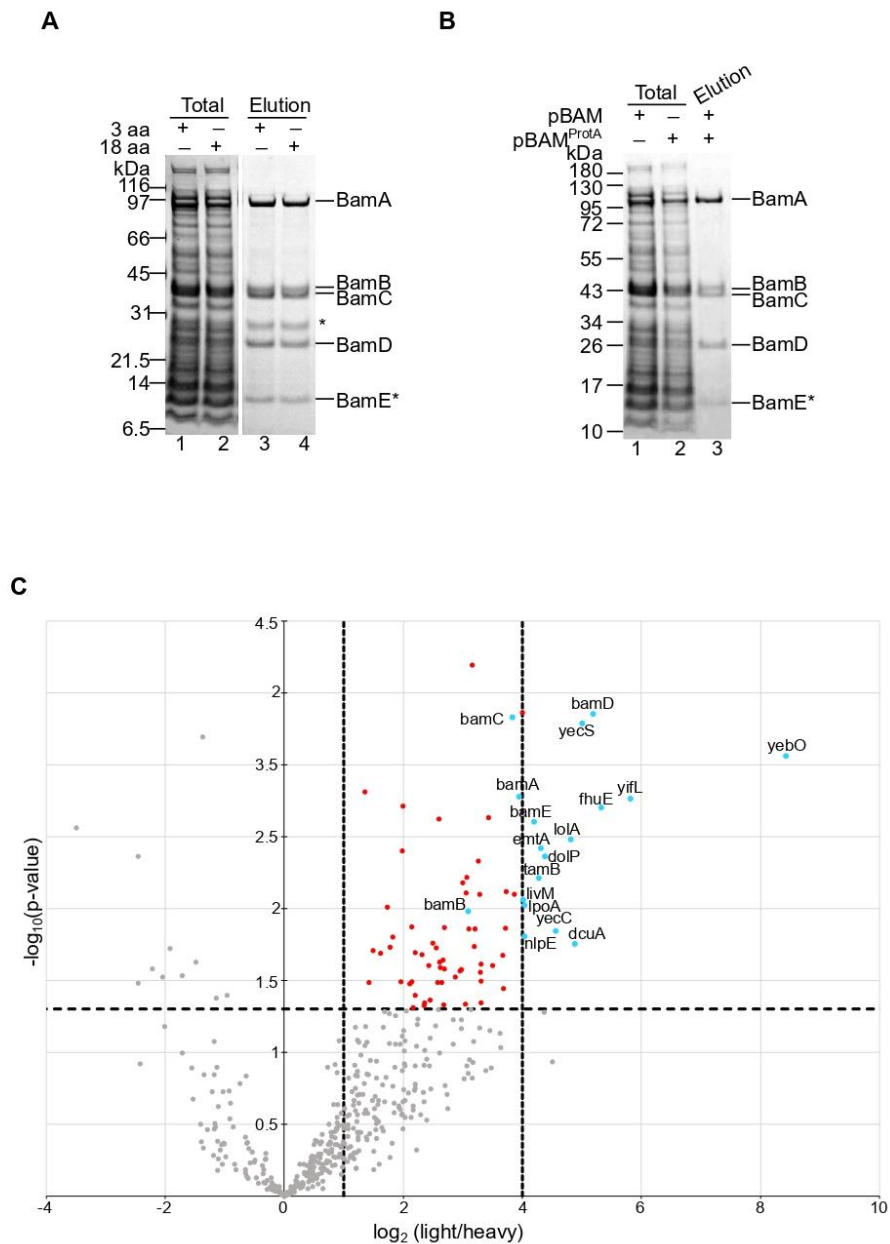 A
Total Elution
3 aa + – + –
18 aa – + – +
kDa
116
97
66
45
31
21.5
14
6.5
BamA
BamB
BamC
*
BamD
BamE*
1 2 3 4
B
Total Elution
pBAM + – +
pBAMProtA – + +
kDa
180
130
95
72
55
43
34
26
17
10
BamA
BamB
BamC
BamD
BamE*
1 2 3
C
4.5
2
3.5
2.5
2
1.5
1
0.5
-log10(p-value)
bamD
bamC
yecS
yebO
bamA
yifL
fhuE
bamE
lolA
emtA
dolP
tamB
livM
bamB
lpoA
yecC
dcuA
nlpE
-4 -2 0 2 4 6 8 10
log2 (light/heavy)